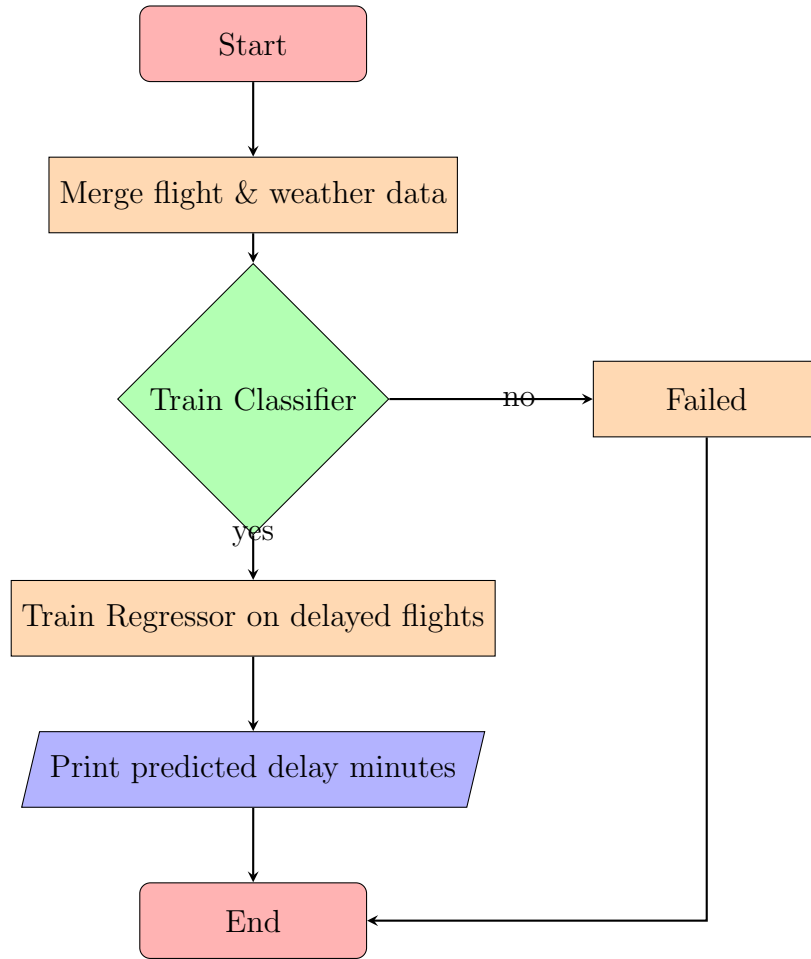 Start
Merge flight & weather data
Train Classifier
no
Failed
yes
Train Regressor on delayed flights
Print predicted delay minutes
End